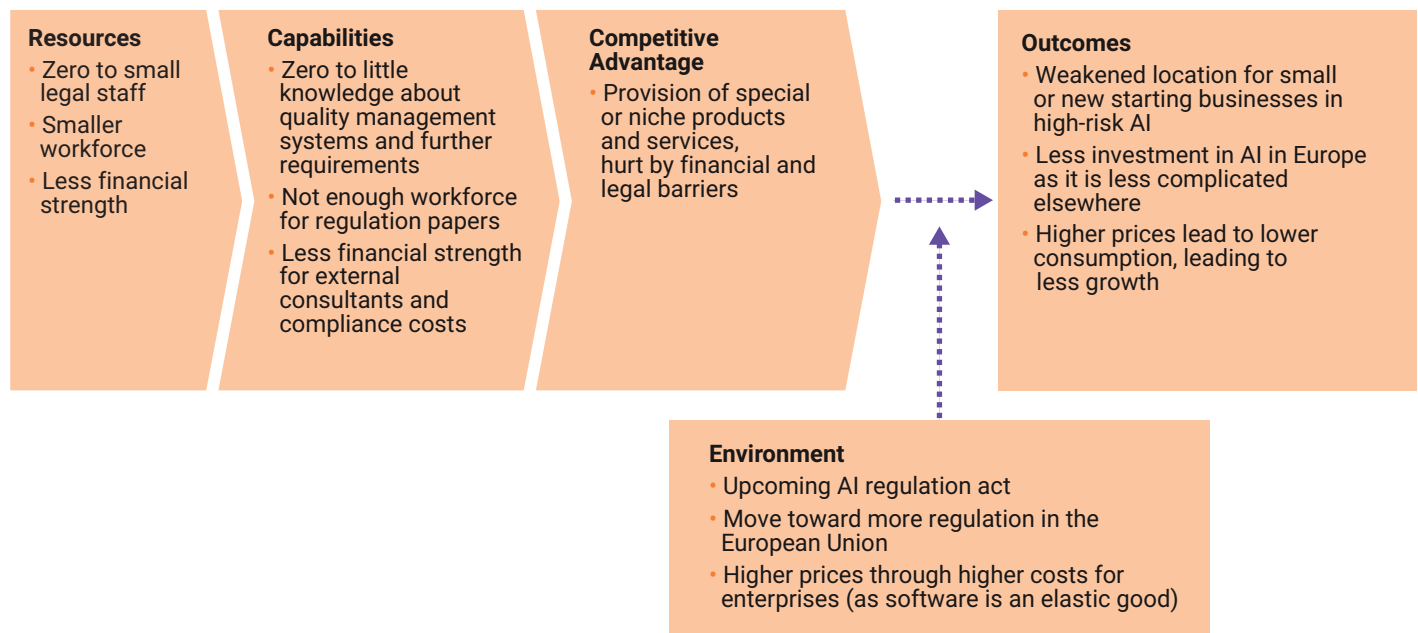 Resources
• Zero to small
legal staff
• Smaller
workforce
• Less financial
strength
Capabilities
• Zero to little
knowledge about
quality management
systems and further
requirements
• Not enough workforce
for regulation papers
• Less financial strength
for external
consultants and
compliance costs
Competitive
Advantage
• Provision of special
or niche products
and services,
hurt by financial and
legal barriers
Outcomes
• Weakened location for small
or new starting businesses in
high-risk AI
• Less investment in AI in Europe
as it is less complicated
elsewhere
• Higher prices lead to lower
consumption, leading to
less growth
Environment
• Upcoming AI regulation act
• Move toward more regulation in the
European Union
• Higher prices through higher costs for
enterprises (as software is an elastic good)